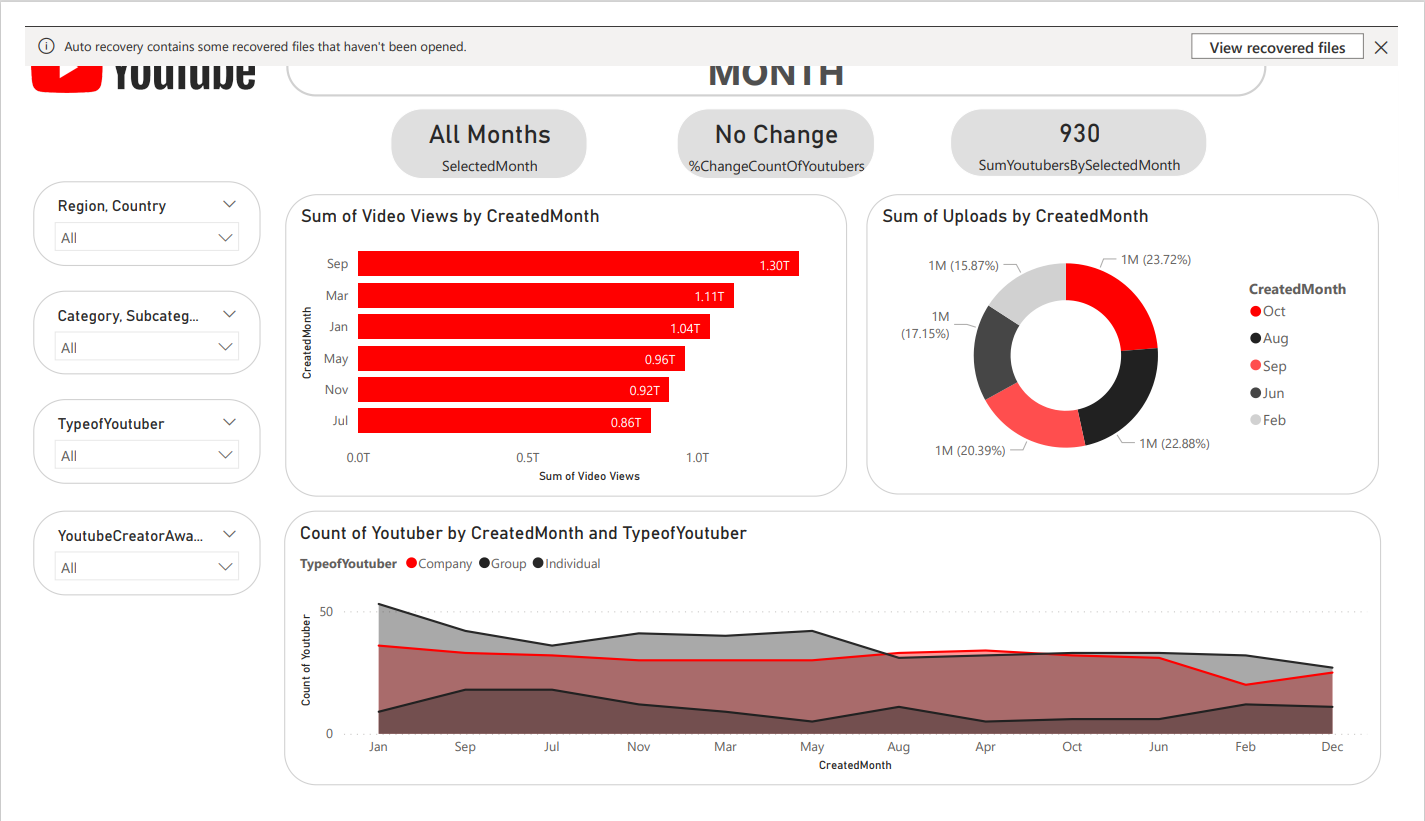 Auto recovery contains some recovered files that haven't been opened.
View recovered files
YouTube
MONTH
All Months
SelectedMonth
No Change
%ChangeCountOfYoutubers
930
SumYoutubersBySelectedMonth
Region, Country
All
Category, Subcateg...
All
TypeofYoutuber
All
YoutubeCreatorAwa...
All
Sum of Video Views by CreatedMonth
CreatedMonth
Sep
1.30T
Mar
1.11T
Jan
1.04T
May
0.96T
Nov
0.92T
Jul
0.86T
0.0T
0.5T
1.0T
Sum of Video Views
Sum of Uploads by CreatedMonth
1M (15.87%)
1M (23.72%)
1M
(17.15%)
1M (20.39%)
1M (22.88%)
CreatedMonth
Oct
Aug
Sep
Jun
Feb
Count of Youtuber by CreatedMonth and TypeofYoutuber
TypeofYoutuber
Company
Group
Individual
Count of Youtuber
50
0
Jan
Sep
Jul
Nov
Mar
May
Aug
Apr
Oct
Jun
Feb
Dec
CreatedMonth